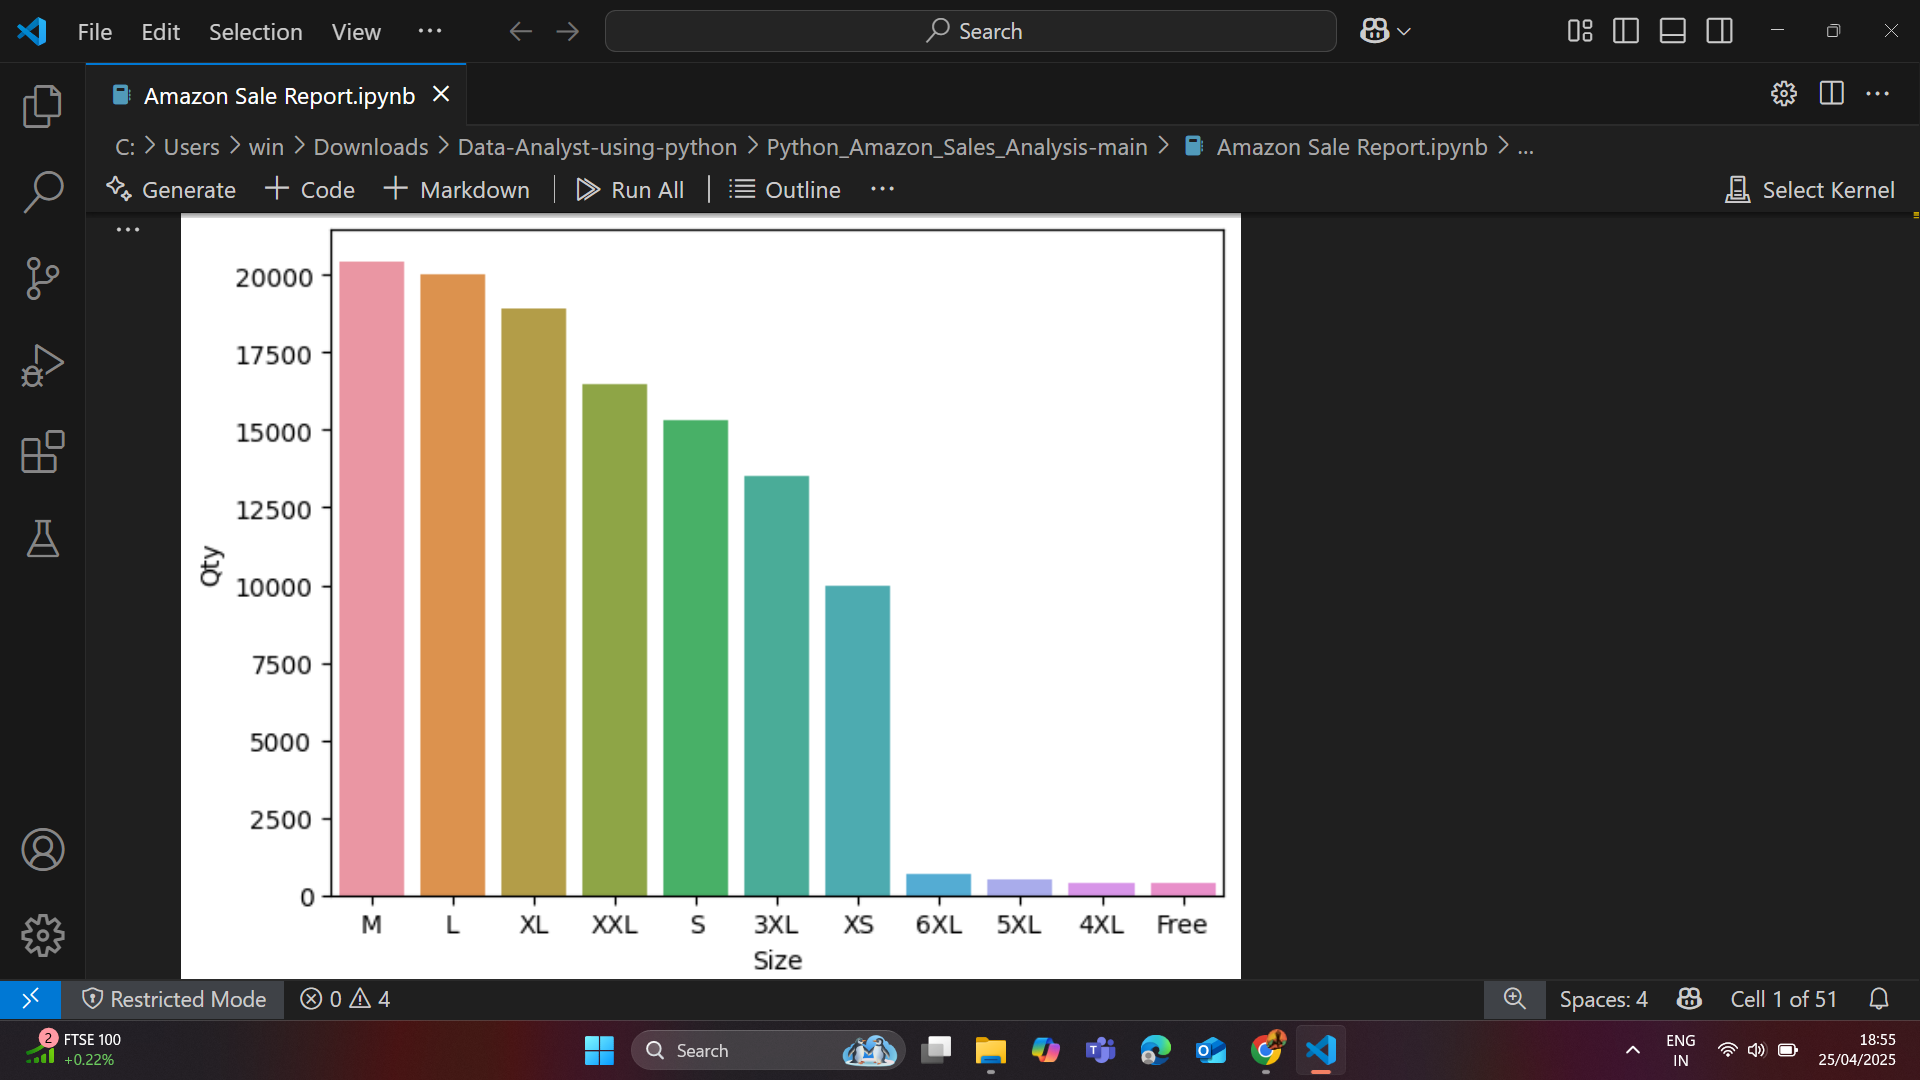 File Edit Selection View ... Search
Amazon Sale Report.ipynb
C: > Users > win > Downloads > Data-Analyst-using-python > Python_Amazon_Sales_Analysis-main > Amazon Sale Report.ipynb > ...
Generate + Code + Markdown Run All Outline ... Select Kernel
...
20000
17500
15000
12500
10000
7500
5000
2500
0
Qty
M L XL XXL S 3XL XS 6XL 5XL 4XL Free
Size
Restricted Mode 0 4 Spaces: 4 Cell 1 of 51
2 FTSE 100
+0.22%
Search
ENG
IN
18:55
25/04/2025